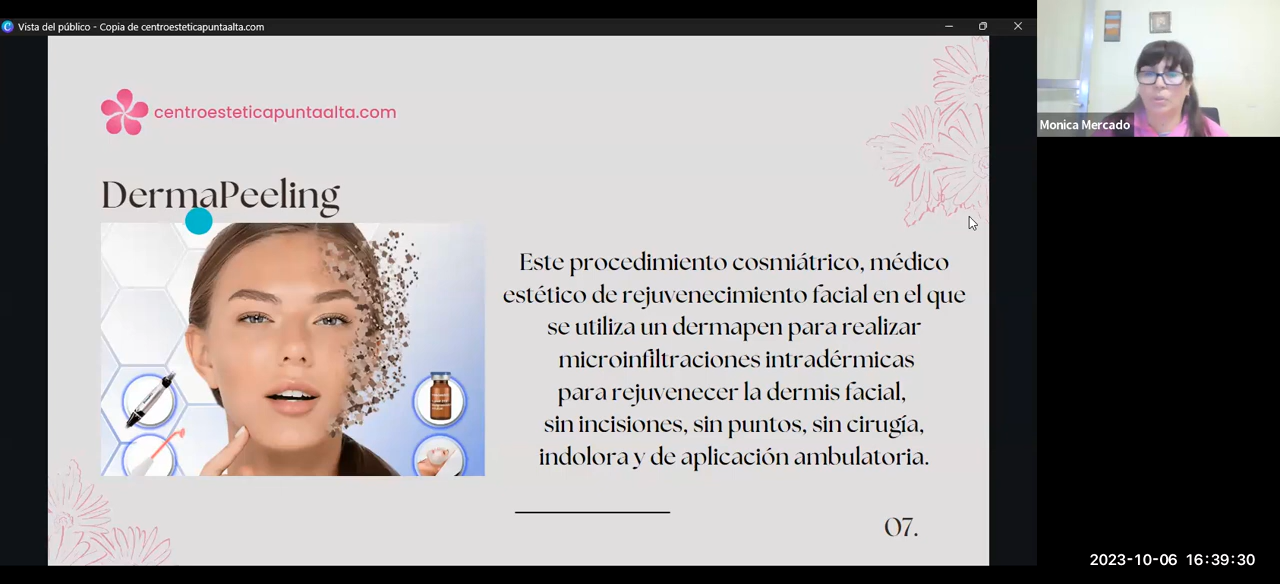 Vista del público - Copia de centroesteticapuntaalta.com
centroesteticapuntaalta.com
DermaPeeling
Este procedimiento cosmiátrico, médico
estético de rejuvenecimiento facial en el que
se utiliza un dermapen para realizar
microinfiltraciones intradérmicas
para rejuvenecer la dermis facial,
sin incisiones, sin puntos, sin cirugía,
indolora y de aplicación ambulatoria.
07.
Monica Mercado
2023-10-06 16:39:30